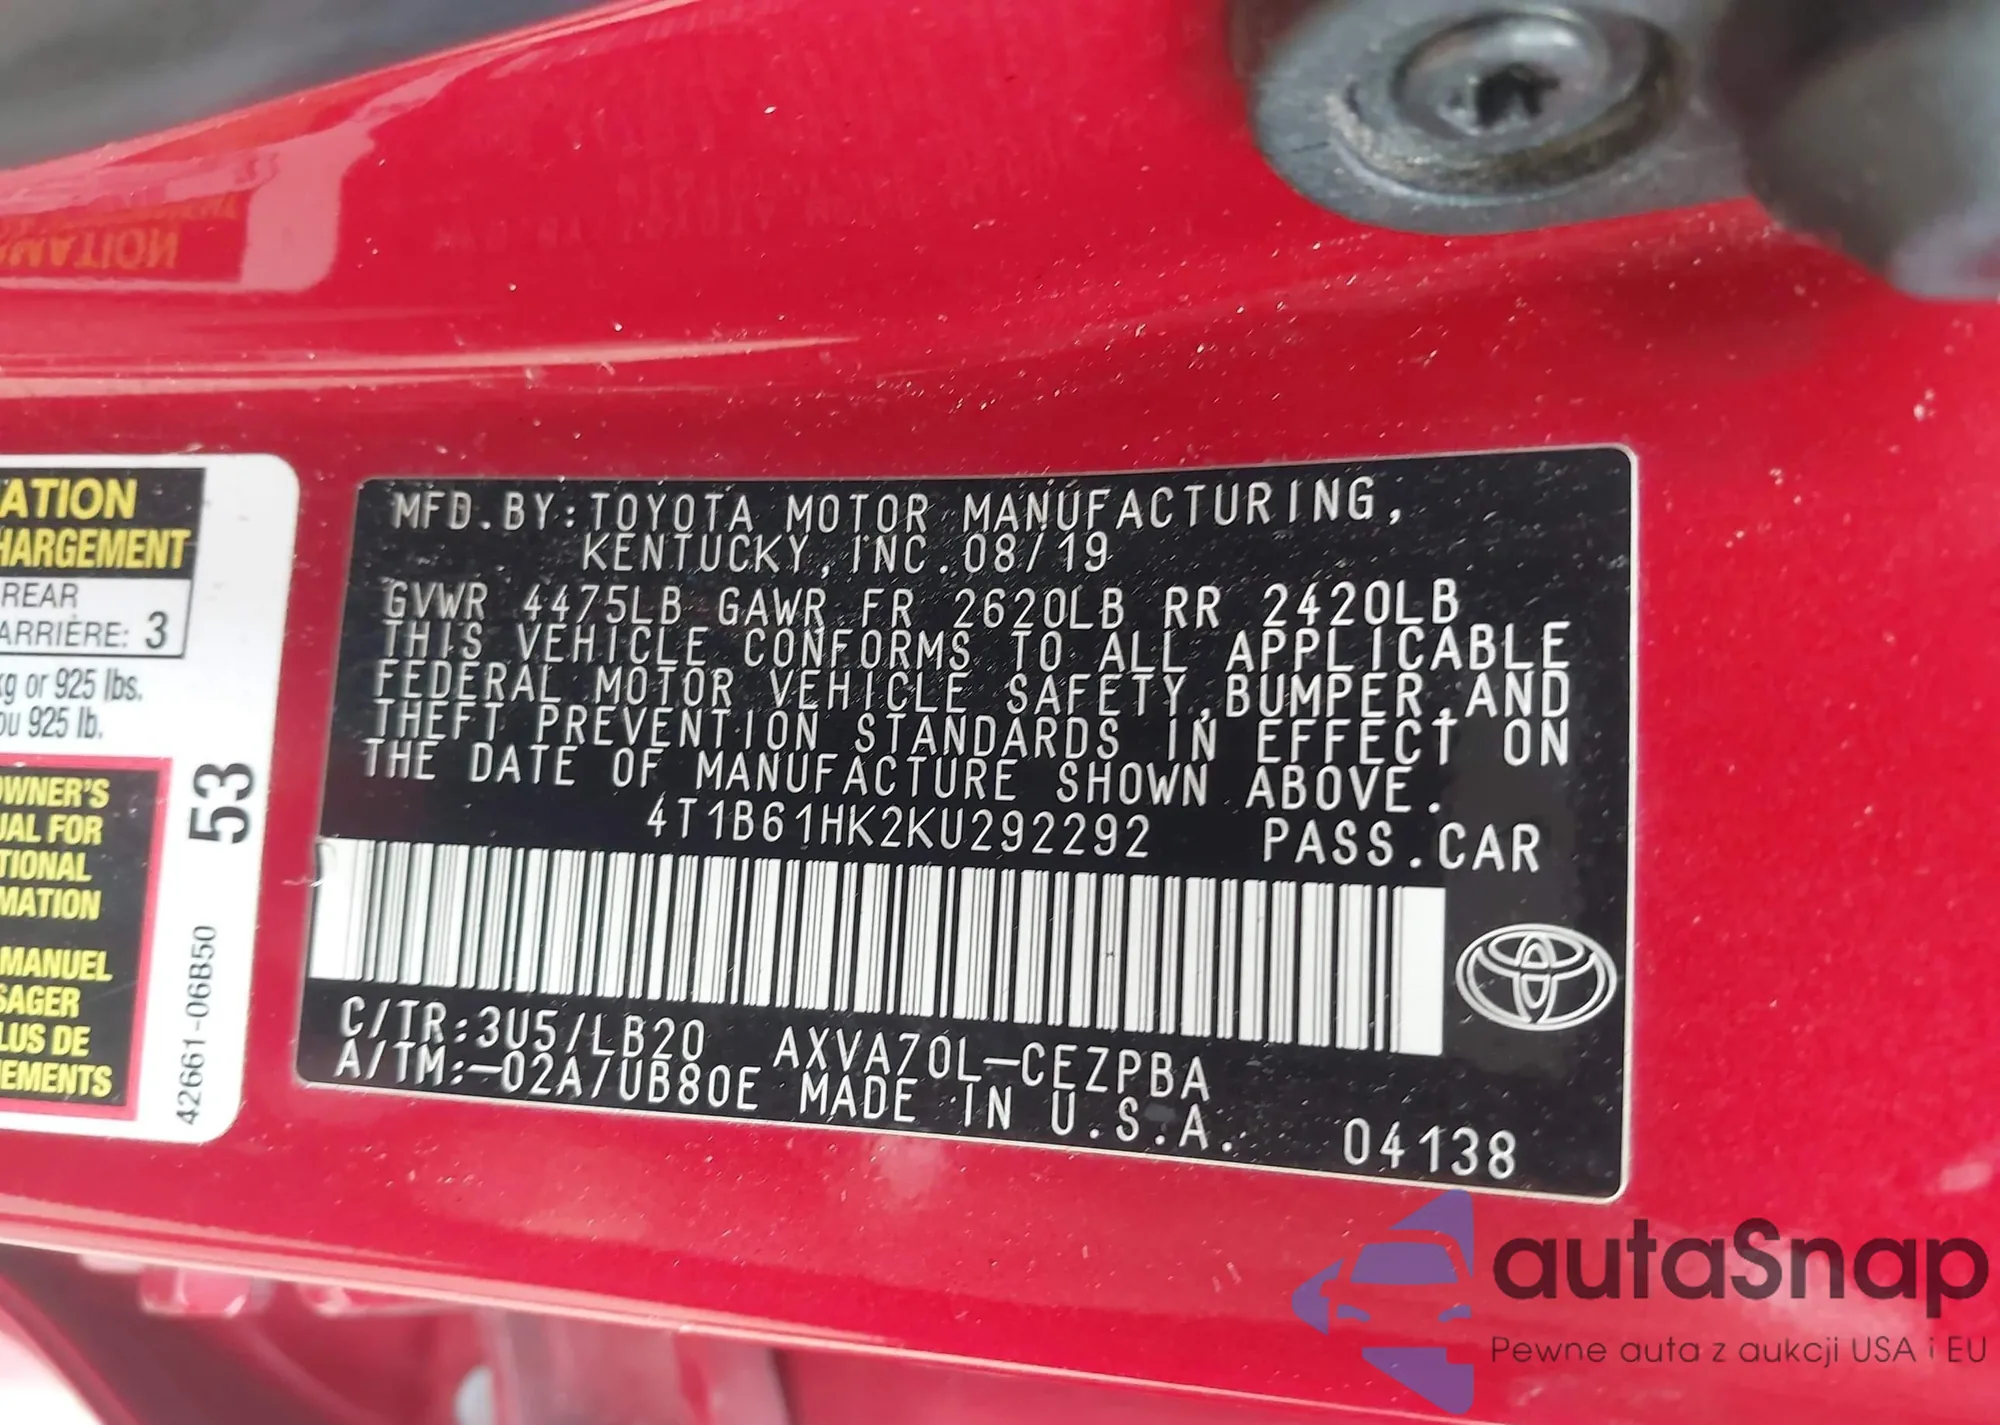 MFD.BY:TOYOTA MOTOR MANUFACTURING,
KENTUCKY,INC.08/19
GVWR 4475LB GAWR FR 2620LB RR 2420LB
THIS VEHICLE CONFORMS TO ALL APPLICABLE
FEDERAL MOTOR VEHICLE SAFETY,BUMPER,AND
THEFT PREVENTION STANDARDS IN EFFECT ON
THE DATE OF MANUFACTURE SHOWN ABOVE.
4T1B61HK2KU292292 PASS.CAR
C/TR:3U5/LB20 AXVA70L-CEZPBA
A/TM:-02A/UB80E MADE IN U.S.A. 04138
ATION
HARGEMENT
REAR
ARRIÈRE: 3
kg or 925 lbs.
ou 925 lb.
OWNER'S
UAL FOR
TIONAL
MATION
MANUEL
SAGER
LUS DE
EMENTS
53
42661-06B50
MATION
autaSnap
Pewne auta z aukcji USA i EU